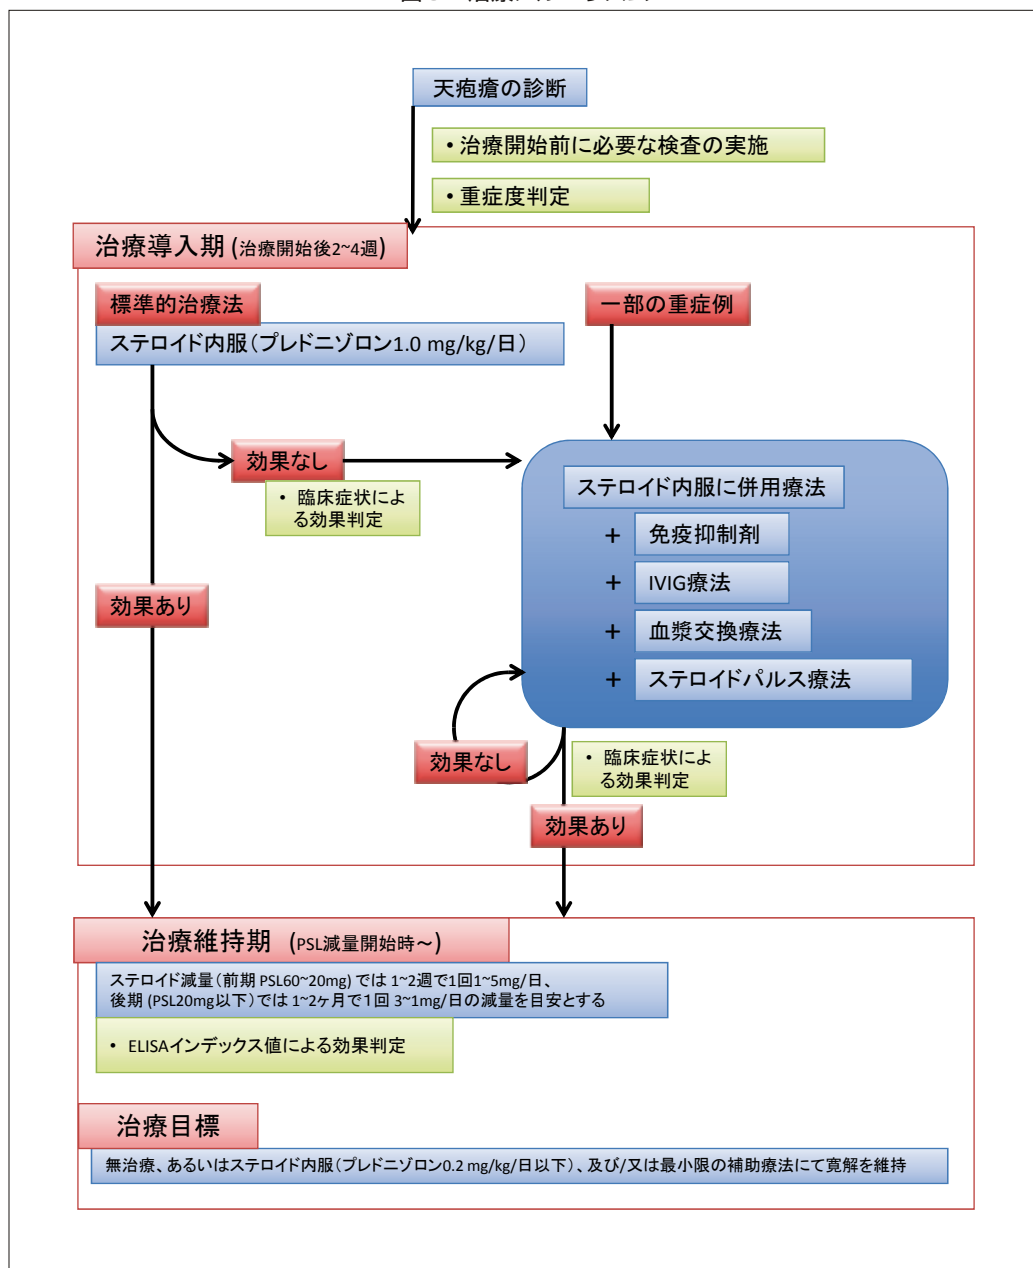 天疱瘡の診断
• 治療開始前に必要な検査の実施
• 重症度判定
治療導入期 (治療開始後2~4週)
標準的治療法
ステロイド内服（プレドニゾロン1.0 mg/kg/日）
一部の重症例
効果なし
• 臨床症状によ
る効果判定
効果あり
ステロイド内服に併用療法
+ 免疫抑制剤
+ IVIG療法
+ 血漿交換療法
+ ステロイドパルス療法
効果なし
• 臨床症状によ
る効果判定
効果あり
治療維持期 (PSL減量開始時～)
ステロイド減量（前期 PSL60~20mg) では 1~2週で1回1~5mg/日、
後期 (PSL20mg以下）では 1~2ヶ月で1回 3~1mg/日の減量を目安とする
• ELISAインデックス値による効果判定
治療目標
無治療、あるいはステロイド内服（プレドニゾロン0.2 mg/kg/日以下）、及び/又は最小限の補助療法にて寛解を維持